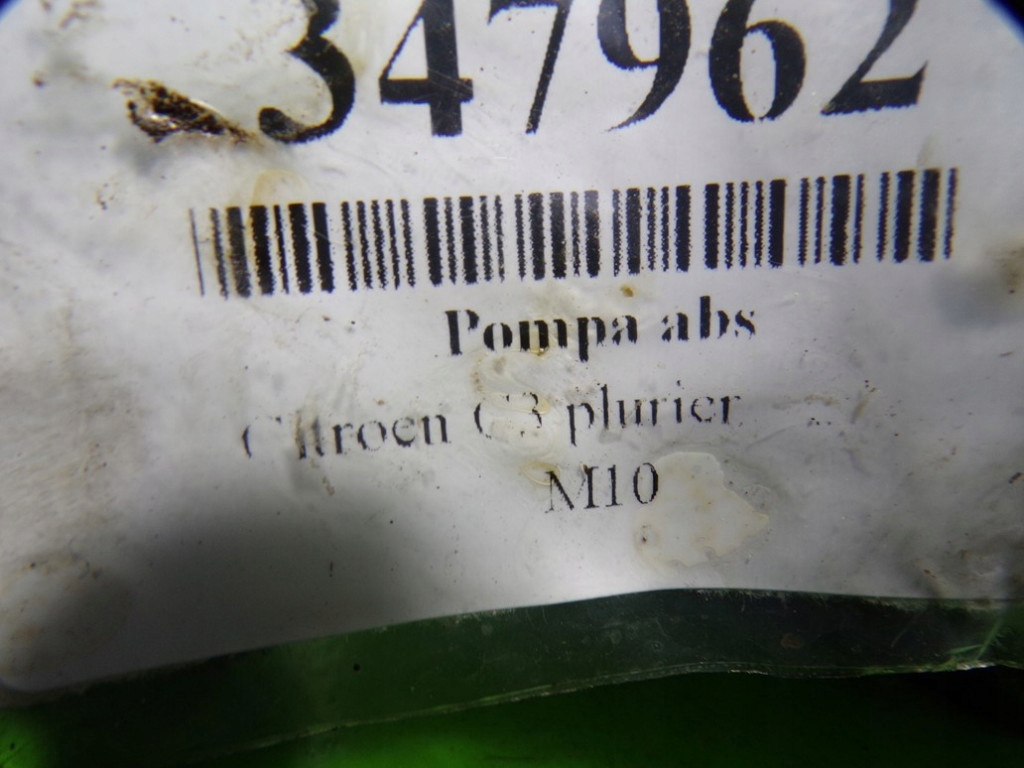 347962
Pompa abs
Citroen C3 plurier
M10